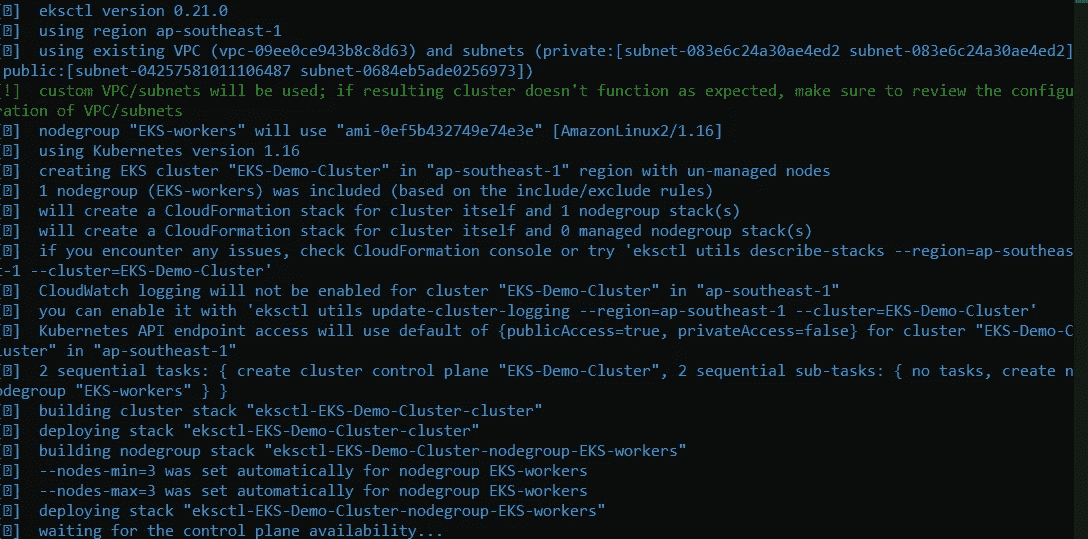 [?]  eksctl version 0.21.0
[?]  using region ap-southeast-1
[?]  using existing VPC (vpc-09ee0ce943b8c8d63) and subnets (private:[subnet-083e6c24a30ae4ed2 subnet-083e6c24a30ae4ed2]
public:[subnet-04257581011106487 subnet-0684eb5ade0256973])
[!]  custom VPC/subnets will be used; if resulting cluster doesn't function as expected, make sure to review the configu
ration of VPC/subnets
[?]  nodegroup "EKS-workers" will use "ami-0ef5b432749e74e3e" [AmazonLinux2/1.16]
[?]  using Kubernetes version 1.16
[?]  creating EKS cluster "EKS-Demo-Cluster" in "ap-southeast-1" region with un-managed nodes
[?]  1 nodegroup (EKS-workers) was included (based on the include/exclude rules)
[?]  will create a CloudFormation stack for cluster itself and 1 nodegroup stack(s)
[?]  will create a CloudFormation stack for cluster itself and 0 managed nodegroup stack(s)
[?]  if you encounter any issues, check CloudFormation console or try 'eksctl utils describe-stacks --region=ap-southeas
t-1 --cluster=EKS-Demo-Cluster'
[?]  CloudWatch logging will not be enabled for cluster "EKS-Demo-Cluster" in "ap-southeast-1"
[?]  you can enable it with 'eksctl utils update-cluster-logging --region=ap-southeast-1 --cluster=EKS-Demo-Cluster'
[?]  Kubernetes API endpoint access will use default of {publicAccess=true, privateAccess=false} for cluster "EKS-Demo-C
luster" in "ap-southeast-1"
[?]  2 sequential tasks: { create cluster control plane "EKS-Demo-Cluster", 2 sequential sub-tasks: { no tasks, create n
odegroup "EKS-workers" } }
[?]  building cluster stack "eksctl-EKS-Demo-Cluster-cluster"
[?]  deploying stack "eksctl-EKS-Demo-Cluster-cluster"
[?]  building nodegroup stack "eksctl-EKS-Demo-Cluster-nodegroup-EKS-workers"
[?]  --nodes-min=3 was set automatically for nodegroup EKS-workers
[?]  --nodes-max=3 was set automatically for nodegroup EKS-workers
[?]  deploying stack "eksctl-EKS-Demo-Cluster-nodegroup-EKS-workers"
[?]  waiting for the control plane availability...